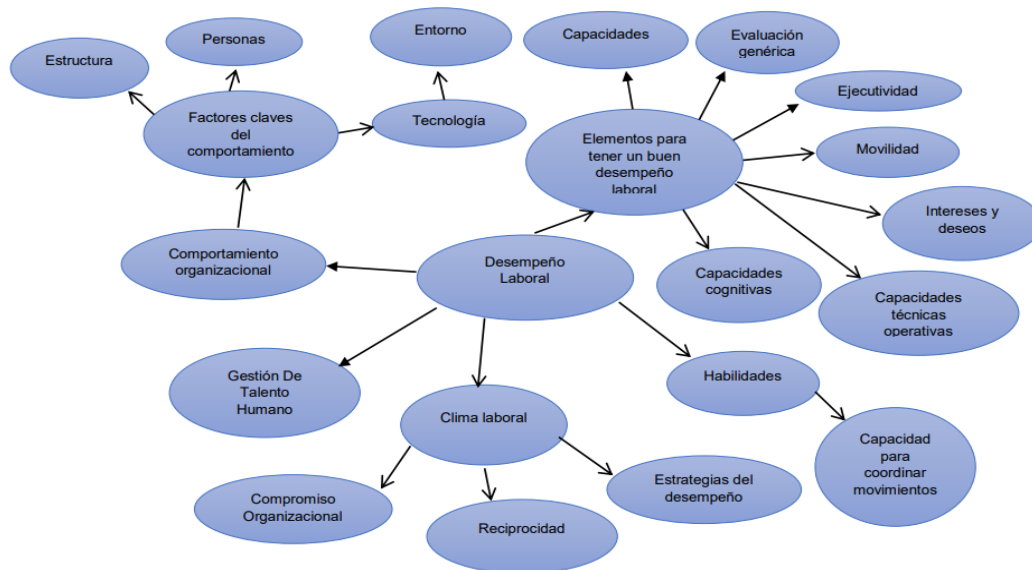 Personas
Entorno
Capacidades
Evaluación
genérica
Estructura
Ejecutividad
Factores claves
del
comportamiento
Tecnología
Elementos para
tener un buen
desempeño
laboral
Movilidad
Intereses y
deseos
Comportamiento
organizacional
Desempeño
Laboral
Capacidades
cognitivas
Capacidades
técnicas
operativas
Gestión De
Talento
Humano
Habilidades
Clima laboral
Capacidad
para
coordinar
movimientos
Estrategias del
desempeño
Compromiso
Organizacional
Reciprocidad